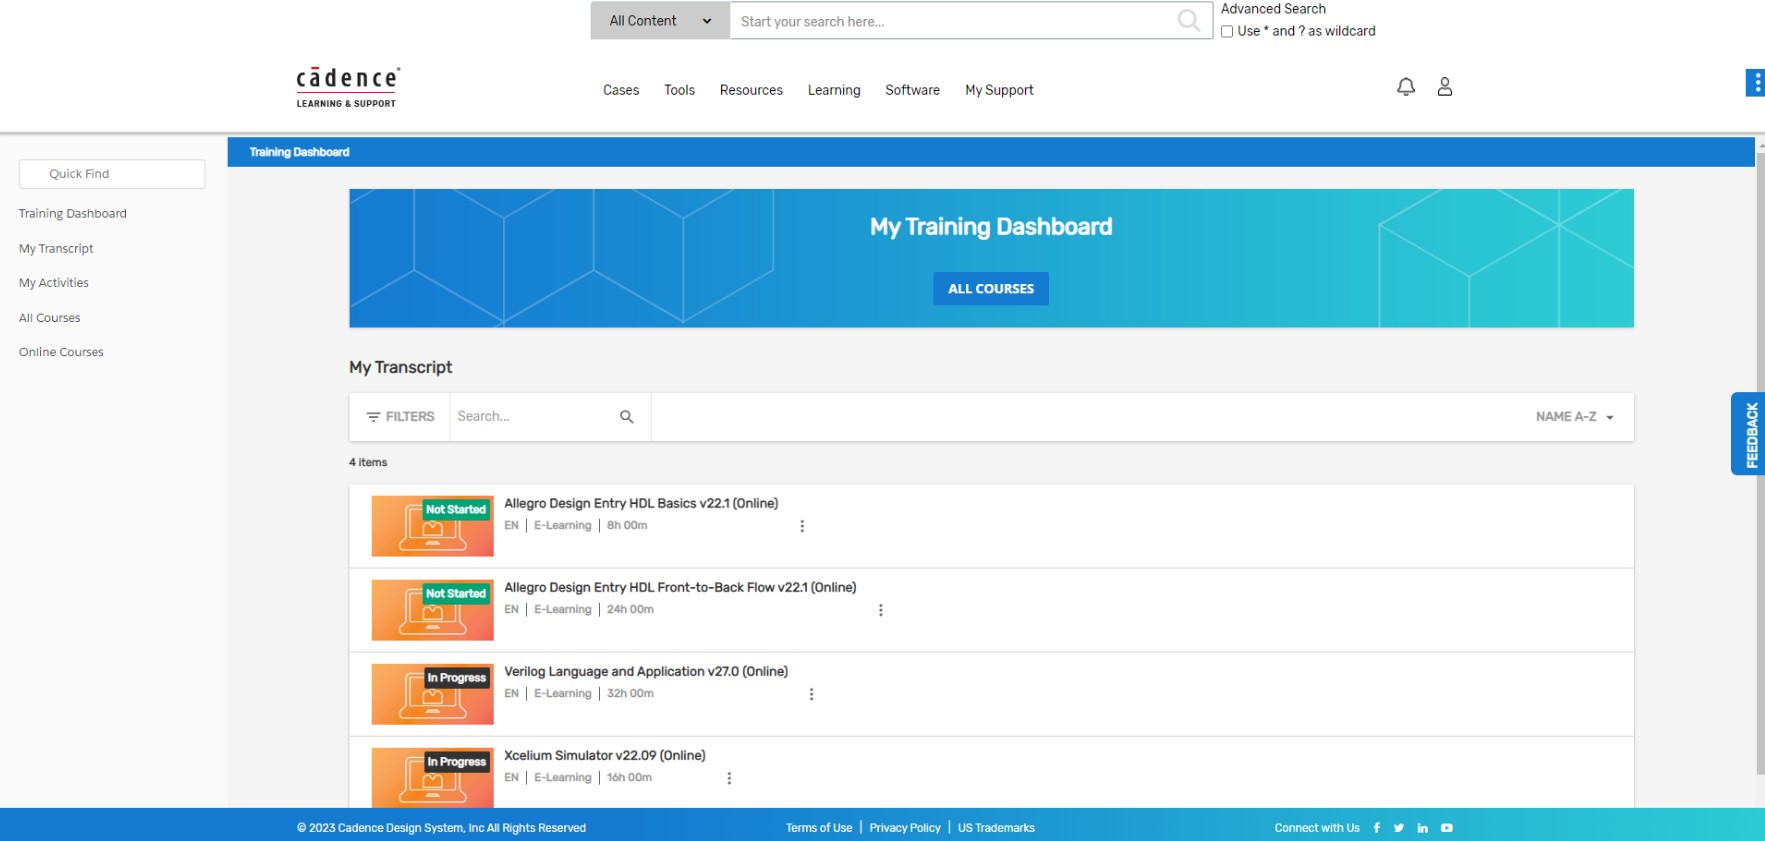 All Content
Start your search here...
Advanced Search
Use * and ? as wildcard
cādence®
LEARNING & SUPPORT
Cases Tools Resources Learning Software My Support
Quick Find
Training Dashboard
My Transcript
My Activities
All Courses
Online Courses
Training Dashboard
My Training Dashboard
ALL COURSES
My Transcript
FILTERS Search... NAME A-Z
4 items
Not Started
Allegro Design Entry HDL Basics v22.1 (Online)
EN | E-Learning | 8h 00m
Not Started
Allegro Design Entry HDL Front-to-Back Flow v22.1 (Online)
EN | E-Learning | 24h 00m
In Progress
Verilog Language and Application v27.0 (Online)
EN | E-Learning | 32h 00m
In Progress
Xcelium Simulator v22.09 (Online)
EN | E-Learning | 16h 00m
FEEDBACK
© 2023 Cadence Design System, Inc All Rights Reserved
Terms of Use | Privacy Policy | US Trademarks
Connect with Us